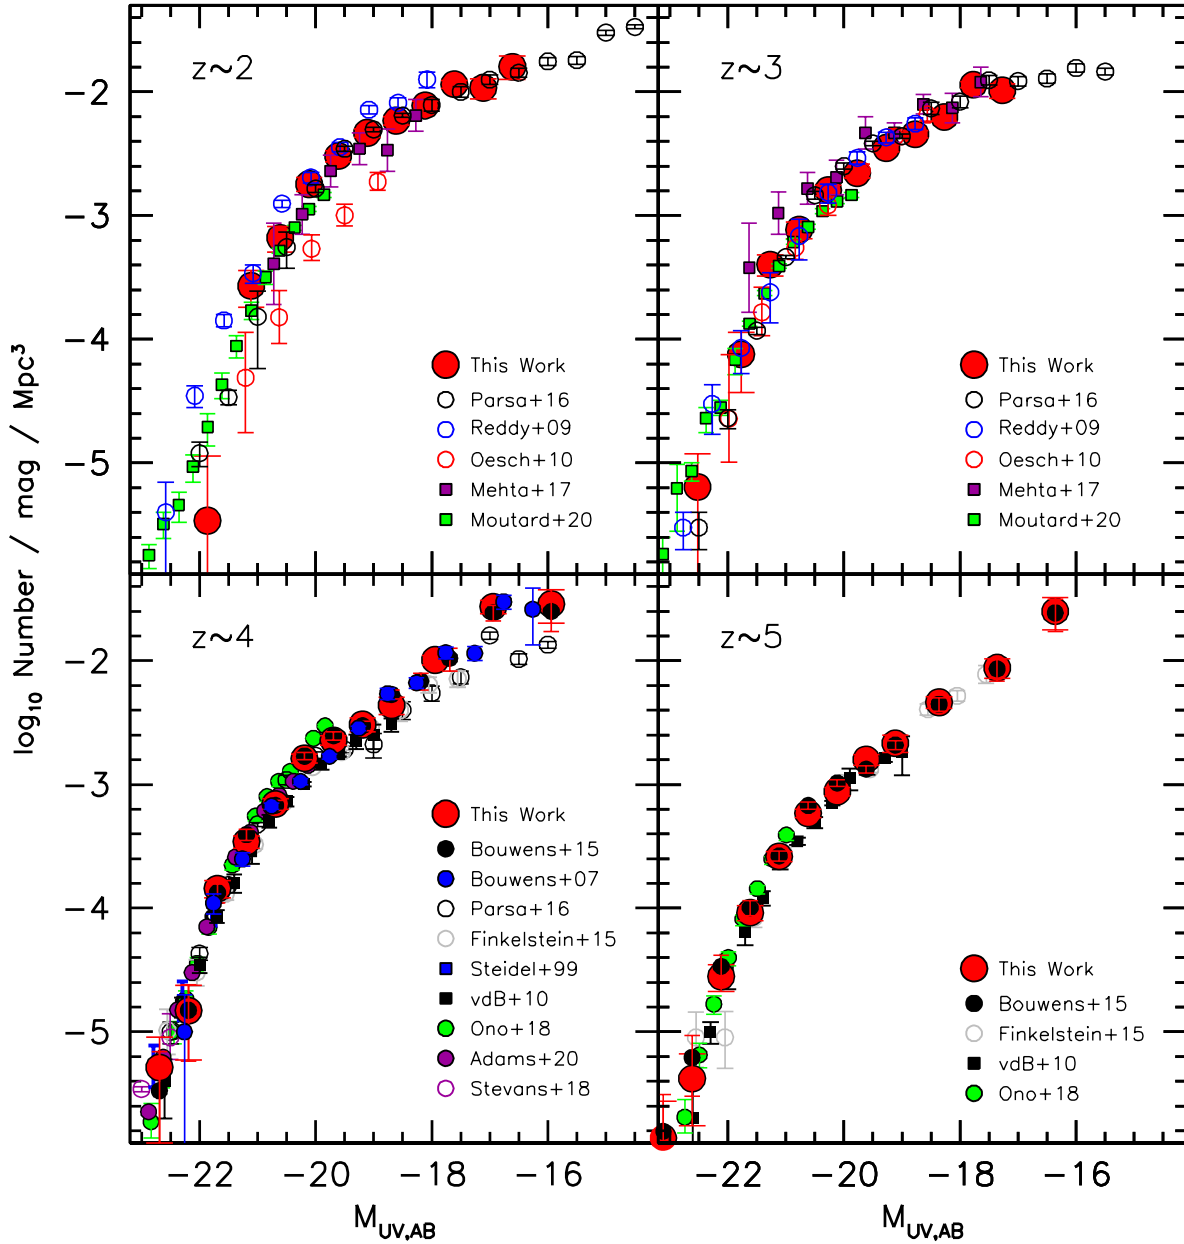 z~2
−2
−3
−4
−5
This Work
Parsa+16
Reddy+09
Oesch+10
Mehta+17
Moutard+20
z~3
This Work
Parsa+16
Reddy+09
Oesch+10
Mehta+17
Moutard+20
log₁₀ Number / mag / Mpc³
z~4
−2
−3
−4
−5
This Work
Bouwens+15
Bouwens+07
Parsa+16
Finkelstein+15
Steidel+99
vdB+10
Ono+18
Adams+20
Stevans+18
z~5
This Work
Bouwens+15
Finkelstein+15
vdB+10
Ono+18
−22 −20 −18 −16
−22 −20 −18 −16
M_UV,AB
M_UV,AB